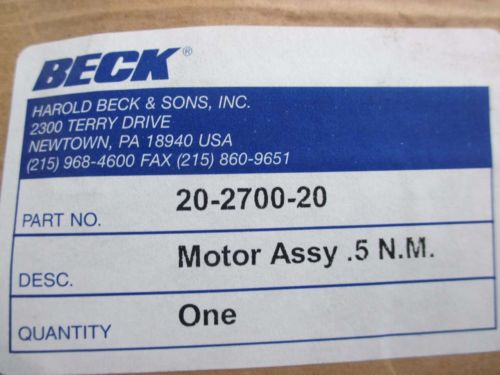 BECK®
HAROLD BECK & SONS, INC.
2300 TERRY DRIVE
NEWTOWN, PA 18940 USA
(215) 968-4600 FAX (215) 860-9651
PART NO. 20-2700-20
DESC. Motor Assy .5 N.M.
QUANTITY One